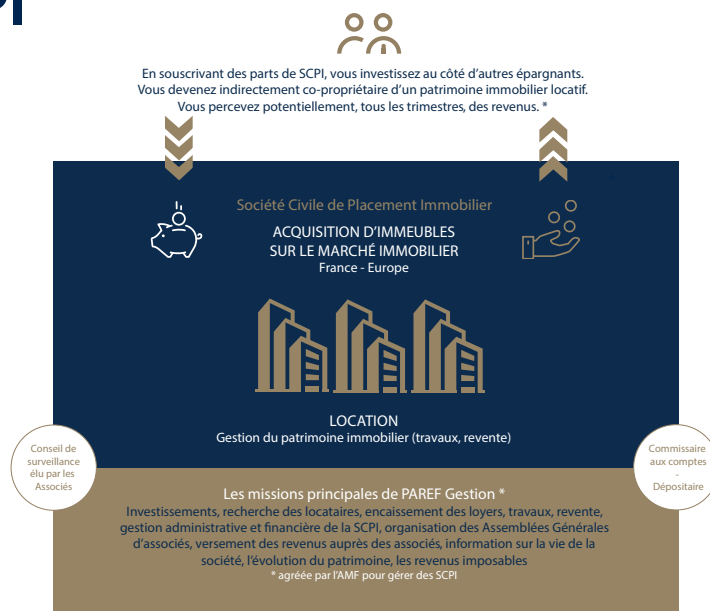 PI
En souscrivant des parts de SCPI, vous investissez au côté d'autres épargnants.
Vous devenez indirectement co-propriétaire d'un patrimoine immobilier locatif.
Vous percevez potentiellement, tous les trimestres, des revenus. *
Société Civile de Placement Immobilier
ACQUISITION D'IMMEUBLES
SUR LE MARCHÉ IMMOBILIER
France - Europe
LOCATION
Gestion du patrimoine immobilier (travaux, revente)
Conseil de
surveillance
élu par les
Associés
Commissaire
aux comptes
-
Dépositaire
Les missions principales de PAREF Gestion *
Investissements, recherche des locataires, encaissement des loyers, travaux, revente,
gestion administrative et financière de la SCPI, organisation des Assemblées Générales
d'associés, versement des revenus auprès des associés, information sur la vie de la
société, l'évolution du patrimoine, les revenus imposables
* agréée par l'AMF pour gérer des SCPI